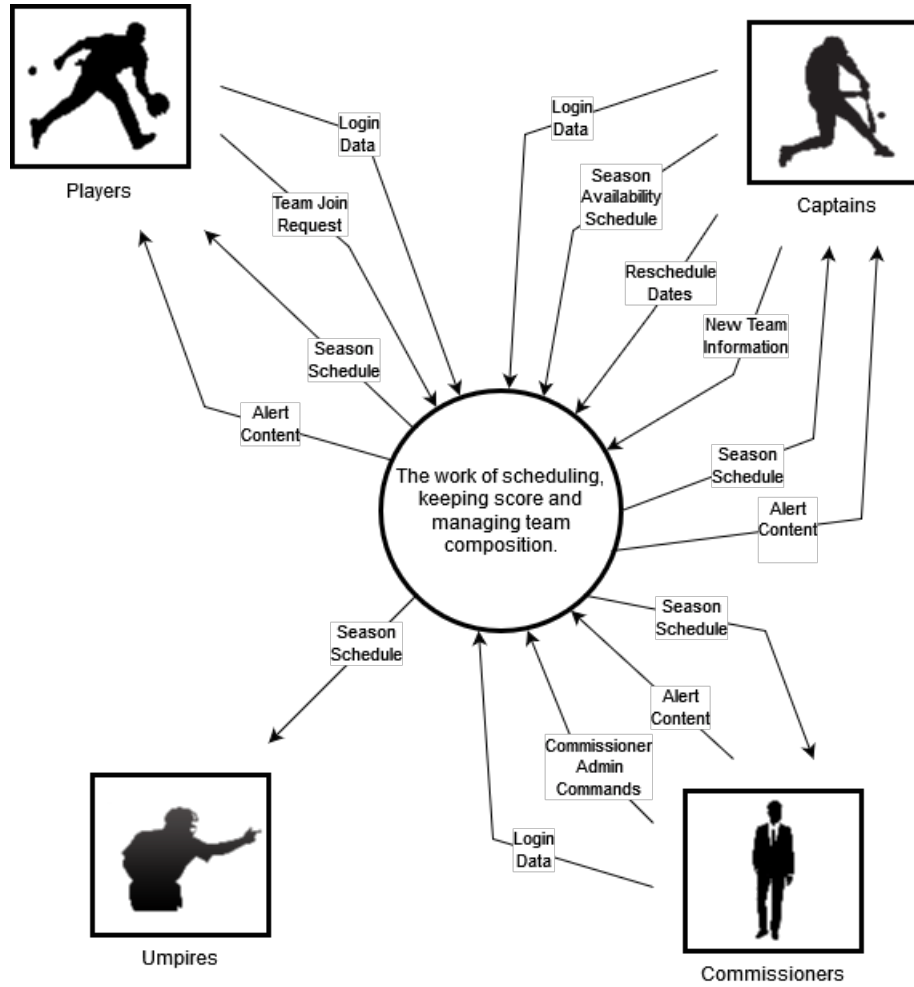 Players
Captains
Login
Data
Team Join
Request
Season
Schedule
Alert
Content
Login
Data
Season
Availability
Schedule
Reschedule
Dates
New Team
Information
Season
Schedule
Alert
Content
The work of scheduling,
keeping score and
managing team
composition.
Season
Schedule
Season
Schedule
Alert
Content
Commissioner
Admin
Commands
Login
Data
Umpires
Commissioners